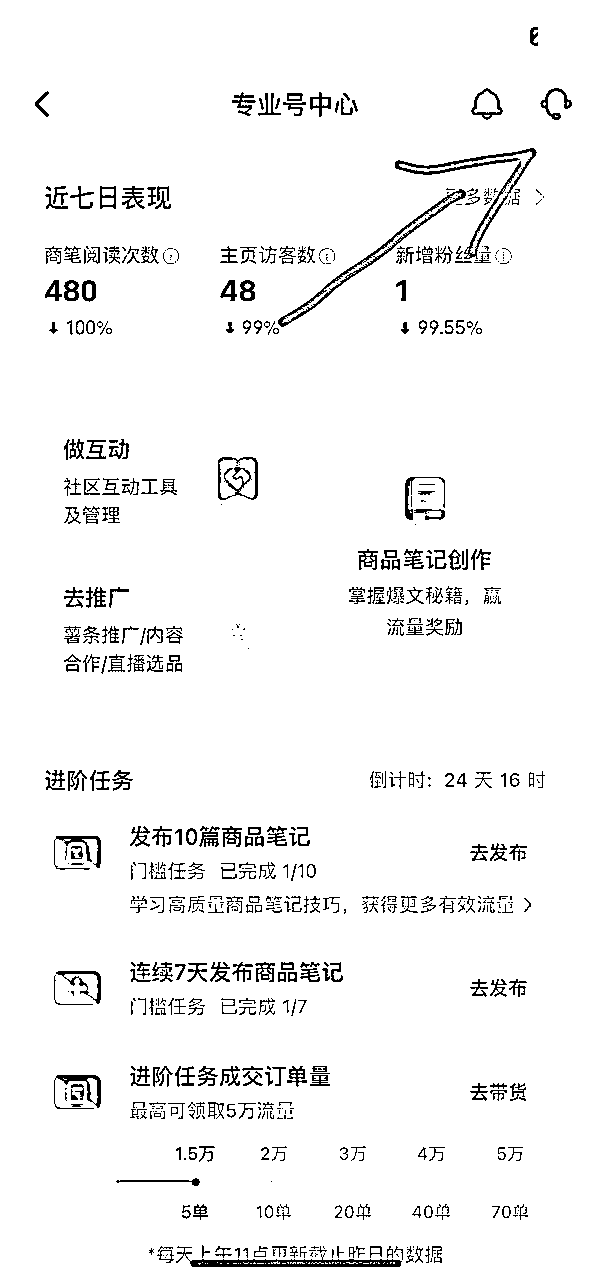 专业号中心
近七日表现
更多数据
商笔阅读次数 主页访客数 新增粉丝量
480 48 1
100% 99% 99.55%
做互动
社区互动工具
及管理
商品笔记创作
掌握爆文秘籍，赢
流量奖励
去推广
薯条推广/内容
合作/直播选品
进阶任务 倒计时：24 天 16 时
发布10篇商品笔记
门槛任务 已完成 1/10
去发布
学习高质量商品笔记技巧，获得更多有效流量
连续7天发布商品笔记
门槛任务 已完成 1/7
去发布
进阶任务成交订单量
最高可领取5万流量
去带货
1.5万 2万 3万 4万 5万
5单 10单 20单 40单 70单
*每天上午11点更新截止昨日的数据